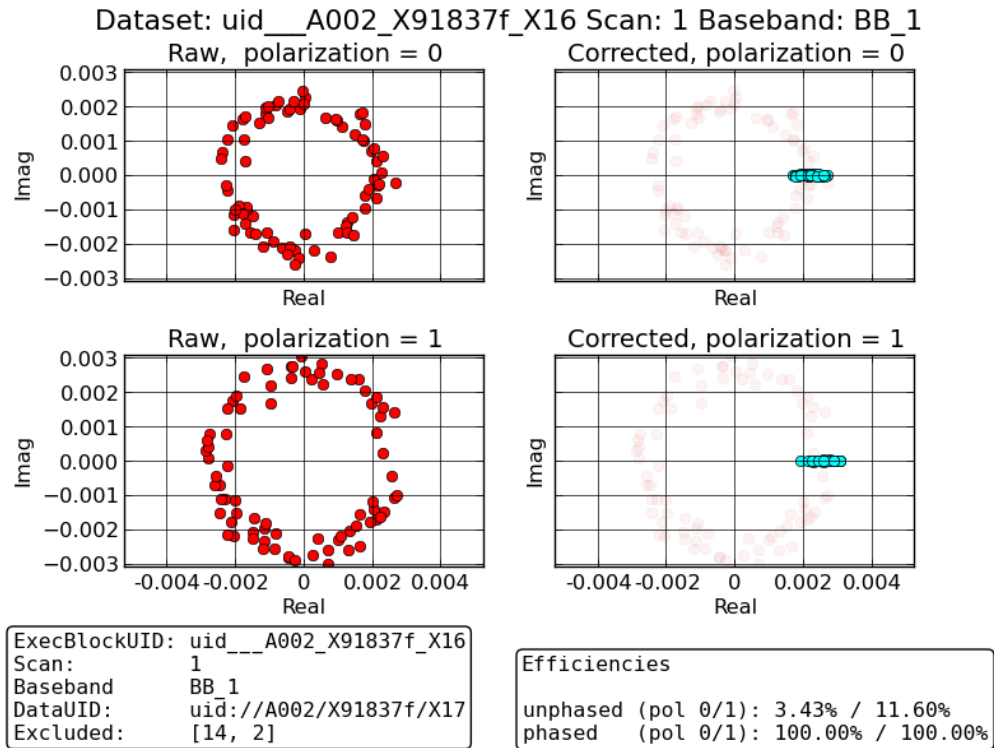 Dataset: uid___A002_X91837f_X16 Scan: 1 Baseband: BB_1
Raw,  polarization = 0
Corrected, polarization = 0
0.003
0.002
0.001
0.000
−0.001
−0.002
−0.003
Imag
Imag
Real
Real
Raw,  polarization = 1
Corrected, polarization = 1
0.003
0.002
0.001
0.000
−0.001
−0.002
−0.003
Imag
Imag
-0.004 -0.002 0 0.002 0.004
-0.004 -0.002 0 0.002 0.004
Real
Real
ExecBlockUID: uid___A002_X91837f_X16
Scan: 1
Baseband BB_1
DataUID: uid://A002/X91837f/X17
Excluded: [14, 2]
Efficiencies
unphased (pol 0/1): 3.43% / 11.60%
phased (pol 0/1): 100.00% / 100.00%